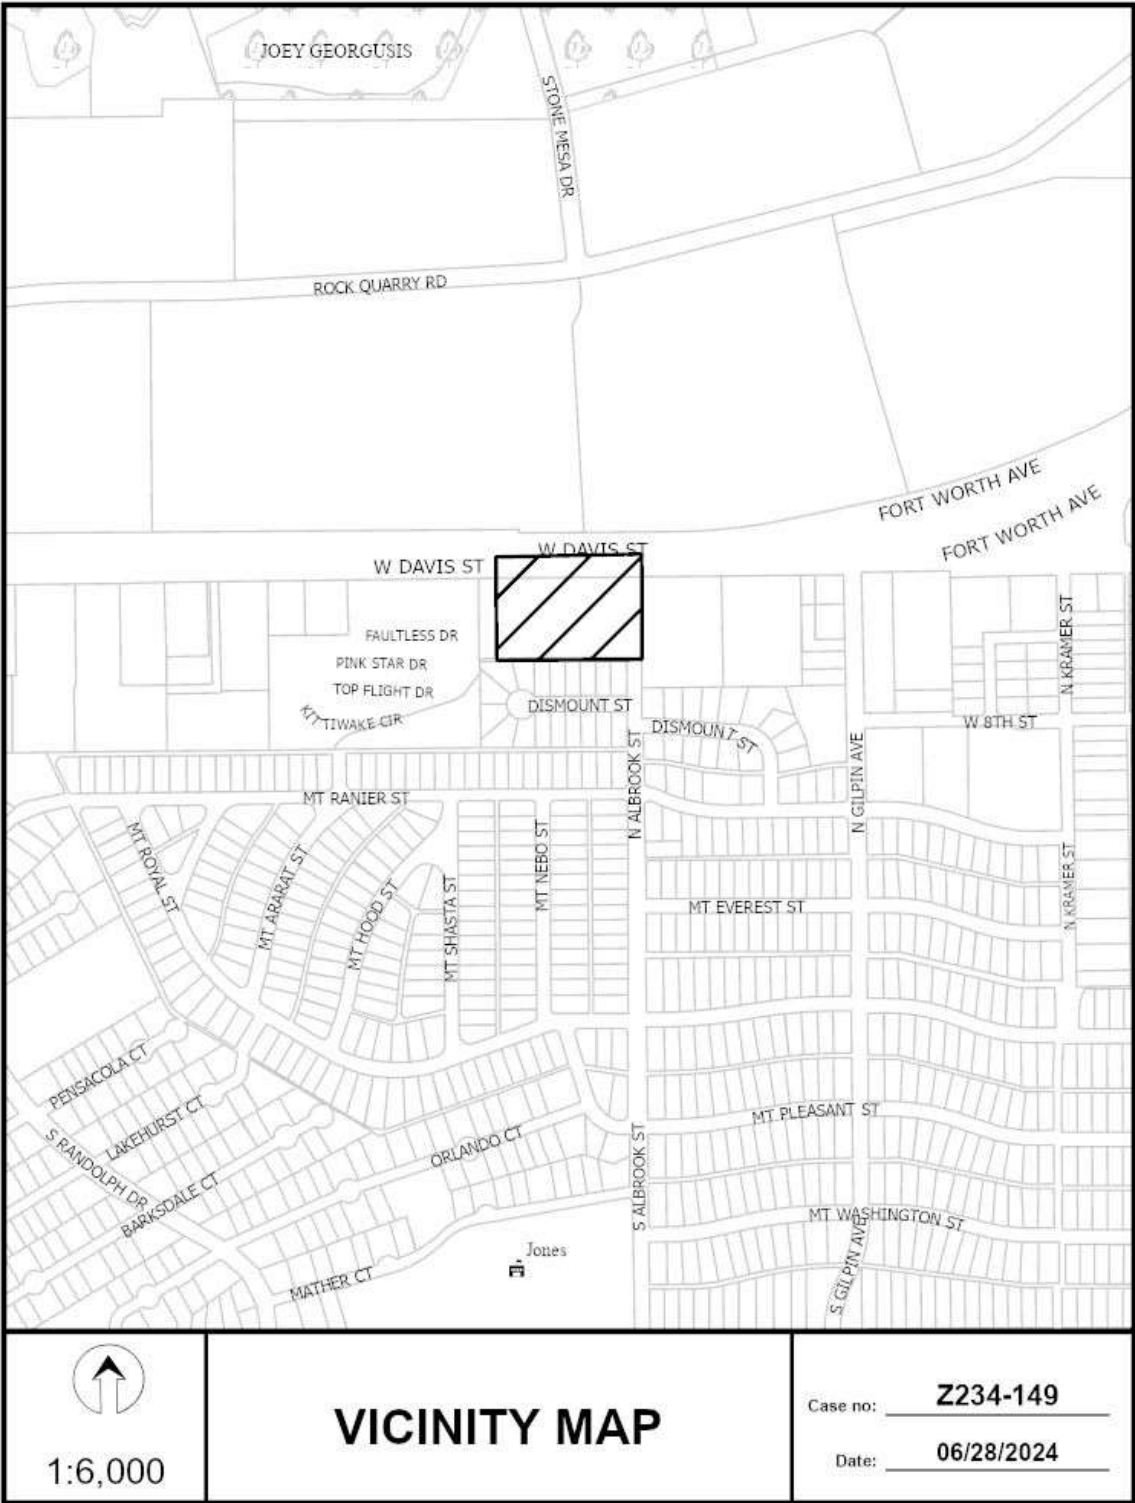 JOEY GEORGUSIS
STONE MESA DR
ROCK QUARRY RD
FORT WORTH AVE
FORT WORTH AVE
W DAVIS ST
W DAVIS ST
FAULTLESS DR
PINK STAR DR
TOP FLIGHT DR
KITTIWAKE CIR
DISMOUNT ST
DISMOUNT ST
N KRAMER ST
W 8TH ST
N ALBROOK ST
N GILPIN AVE
MT RANIER ST
MT ROYAL ST
MT ARARAT ST
MT HOOD ST
MT SHASTA ST
MT NEBO ST
MT EVEREST ST
N KRAMER ST
PENSACOLA CT
LAKEHURST CT
S RANDOLPH DR
BARKSDALE CT
ORLANDO CT
MT PLEASANT ST
S ALBROOK ST
MT WASHINGTON ST
S GILPIN AVE
MATHER CT
Jones
1:6,000
VICINITY MAP
Case no: Z234-149
Date: 06/28/2024